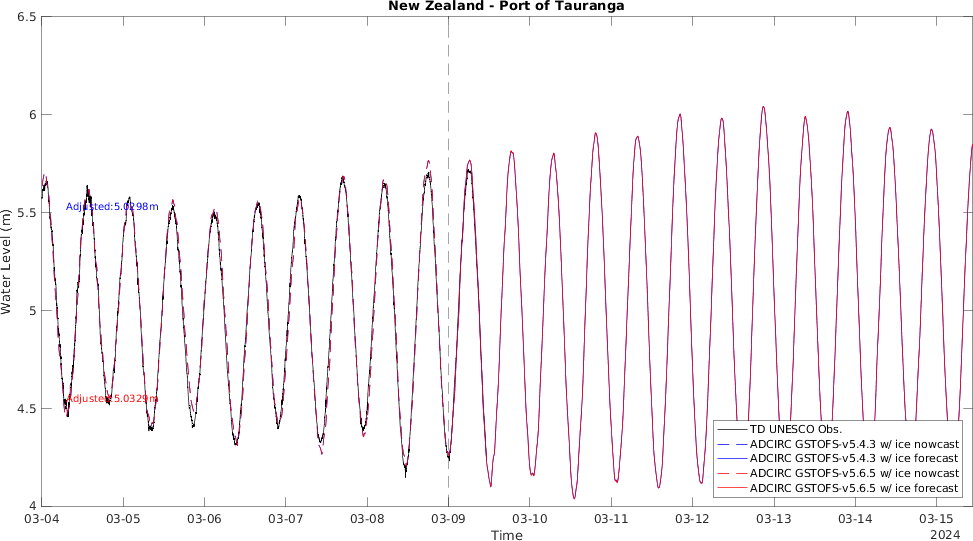 New Zealand - Port of Tauranga
6.5
6
5.5
5
4.5
4
Water Level (m)
Adjusted:5.0298m
Adjusted:5.0329m
TD UNESCO Obs.
ADCIRC GSTOFS-v5.4.3 w/ ice nowcast
ADCIRC GSTOFS-v5.4.3 w/ ice forecast
ADCIRC GSTOFS-v5.6.5 w/ ice nowcast
ADCIRC GSTOFS-v5.6.5 w/ ice forecast
03-04 03-05 03-06 03-07 03-08 03-09 03-10 03-11 03-12 03-13 03-14 03-15
2024
Time